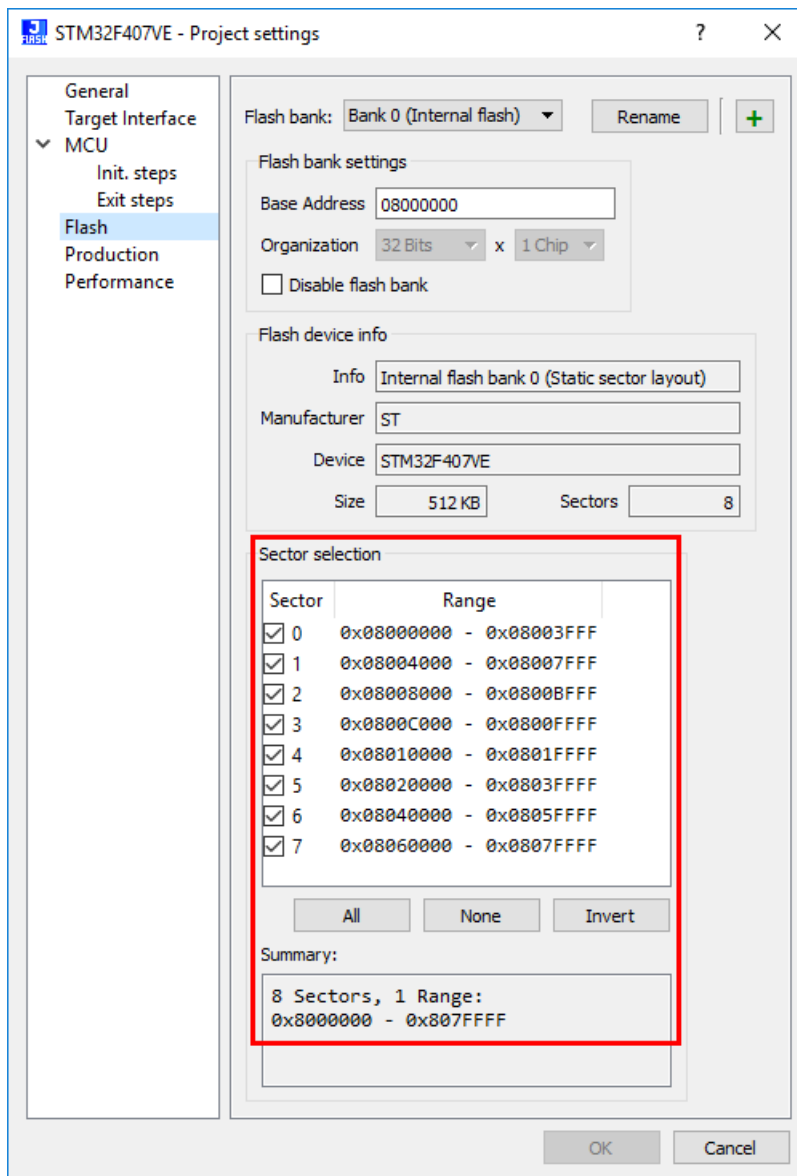 J FLASH STM32F407VE - Project settings ? ×
General
Target Interface
MCU
Init. steps
Exit steps
Flash
Production
Performance
Flash bank: Bank 0 (Internal flash) Rename +
Flash bank settings
Base Address 08000000
Organization 32 Bits x 1 Chip
Disable flash bank
Flash device info
Info Internal flash bank 0 (Static sector layout)
Manufacturer ST
Device STM32F407VE
Size 512 KB Sectors 8
Sector selection
Sector Range
0 0x08000000 - 0x08003FFF
1 0x08004000 - 0x08007FFF
2 0x08008000 - 0x0800BFFF
3 0x0800C000 - 0x0800FFFF
4 0x08010000 - 0x0801FFFF
5 0x08020000 - 0x0803FFFF
6 0x08040000 - 0x0805FFFF
7 0x08060000 - 0x0807FFFF
All None Invert
Summary:
8 Sectors, 1 Range:
0x8000000 - 0x807FFFF
OK Cancel